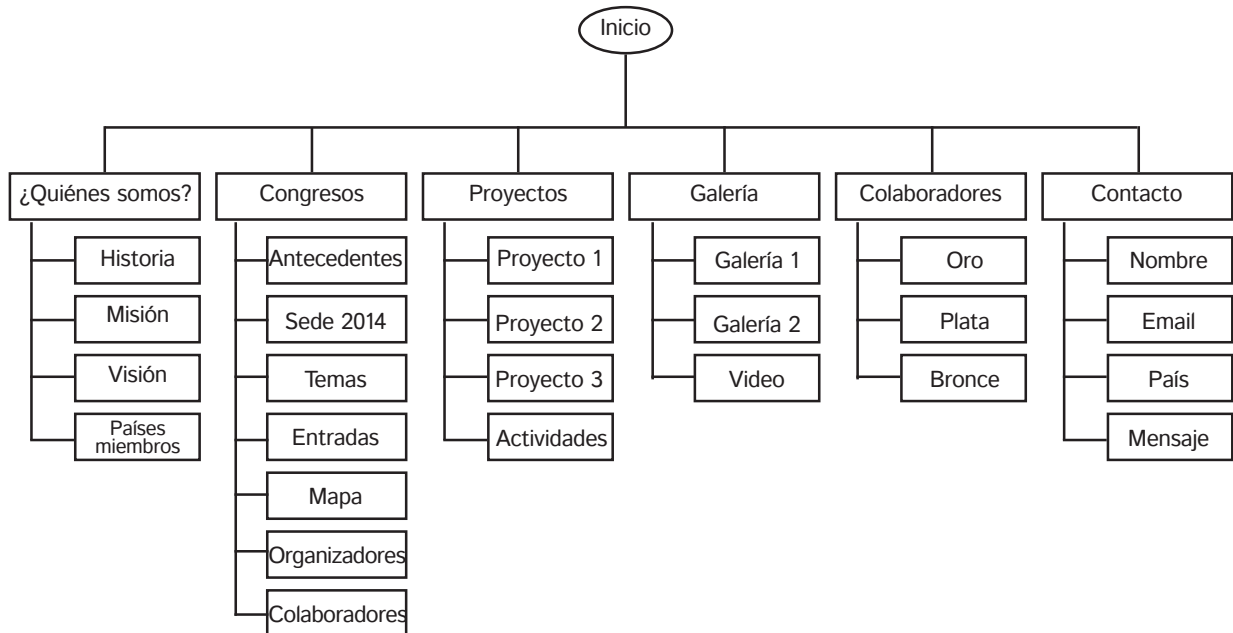 Inicio
¿Quiénes somos?
Congresos
Proyectos
Galería
Colaboradores
Contacto
Historia
Misión
Visión
Países
miembros
Antecedentes
Sede 2014
Temas
Entradas
Mapa
Organizadores
Colaboradores
Proyecto 1
Proyecto 2
Proyecto 3
Actividades
Galería 1
Galería 2
Video
Oro
Plata
Bronce
Nombre
Email
País
Mensaje